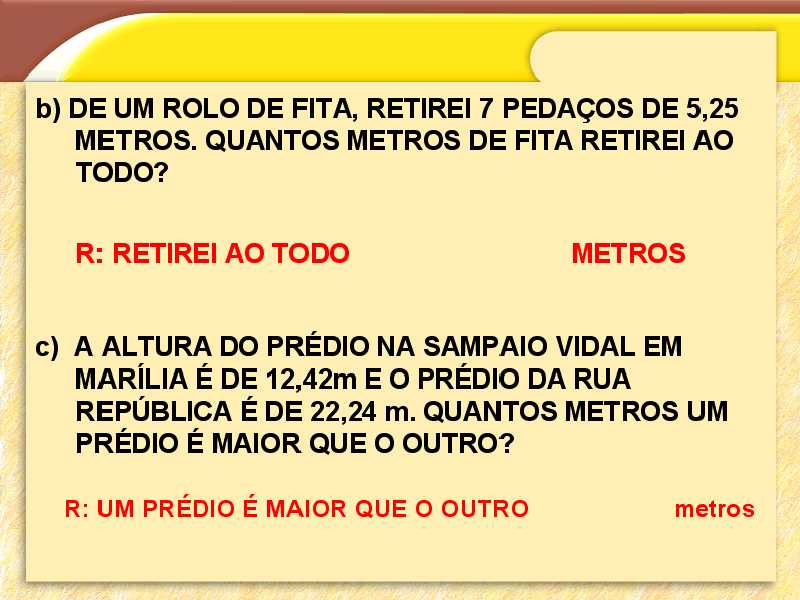 b) DE UM ROLO DE FITA, RETIREI 7 PEDAÇOS DE 5,25
METROS. QUANTOS METROS DE FITA RETIREI AO
TODO?
R: RETIREI AO TODO METROS
c) A ALTURA DO PRÉDIO NA SAMPAIO VIDAL EM
MARÍLIA É DE 12,42m E O PRÉDIO DA RUA
REPÚBLICA É DE 22,24 m. QUANTOS METROS UM
PRÉDIO É MAIOR QUE O OUTRO?
R: UM PRÉDIO É MAIOR QUE O OUTRO metros